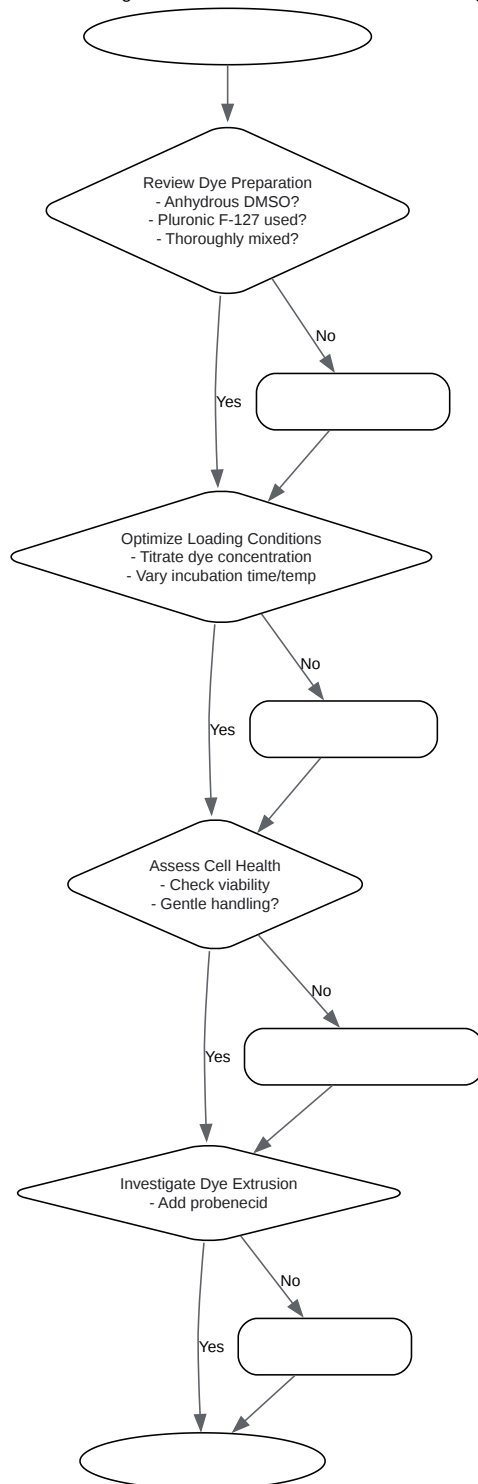 Review Dye Preparation
- Anhydrous DMSO?
- Pluronic F-127 used?
- Thoroughly mixed?
No
Yes
Optimize Loading Conditions
- Titrate dye concentration
- Vary incubation time/temp
No
Yes
Assess Cell Health
- Check viability
- Gentle handling?
No
Yes
Investigate Dye Extrusion
- Add probenecid
No
Yes